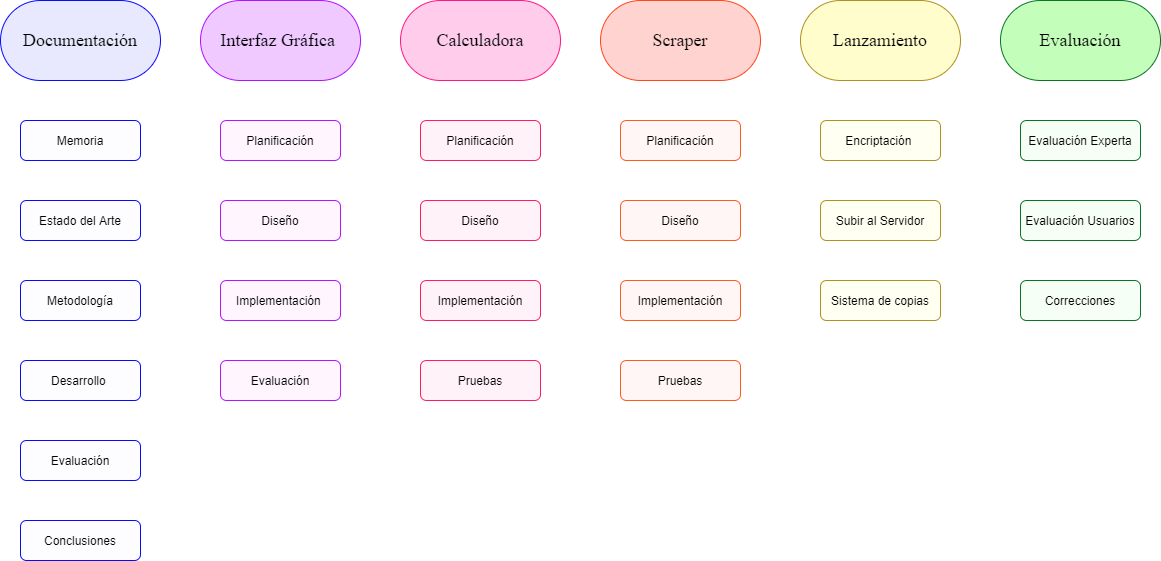 Documentación
Interfaz Gráfica
Calculadora
Scraper
Lanzamiento
Evaluación
Memoria
Planificación
Planificación
Planificación
Encriptación
Evaluación Experta
Estado del Arte
Diseño
Diseño
Diseño
Subir al Servidor
Evaluación Usuarios
Metodología
Implementación
Implementación
Implementación
Sistema de copias
Correcciones
Desarrollo
Evaluación
Pruebas
Pruebas
Evaluación
Conclusiones